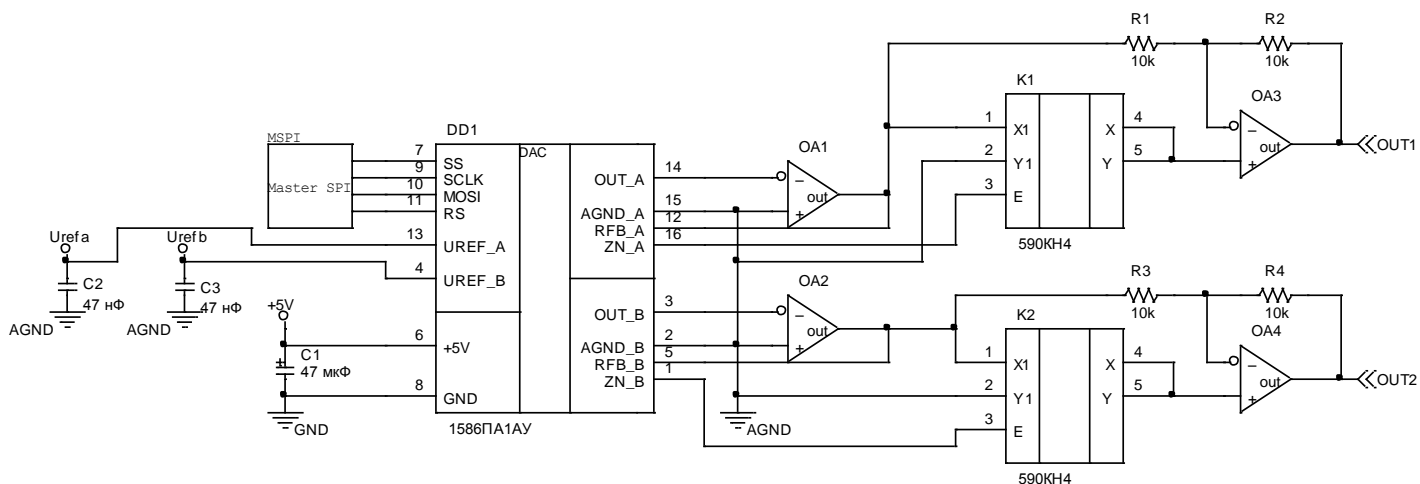 R1
10k
R2
10k
K1
1 X1
2 Y1
3 E
X 4
Y 5
590КН4
OA3
−
out
+
OUT1
MSPI
Master SPI
DD1
DAC
7 SS
9 SCLK
10 MOSI
11 RS
13 UREF_A
4 UREF_B
6 +5V
8 GND
OUT_A 14
AGND_A 15
RFB_A 12
ZN_A 16
OUT_B 3
AGND_B 2
RFB_B 5
ZN_B 1
1586ПА1АУ
OA1
−
out
+
Urefa
C2
47 нФ
AGND
Urefb
C3
47 нФ
AGND
+5V
C1
47 мкФ
GND
OA2
−
out
+
AGND
R3
10k
R4
10k
K2
1 X1
2 Y1
3 E
X 4
Y 5
590КН4
OA4
−
out
+
OUT2